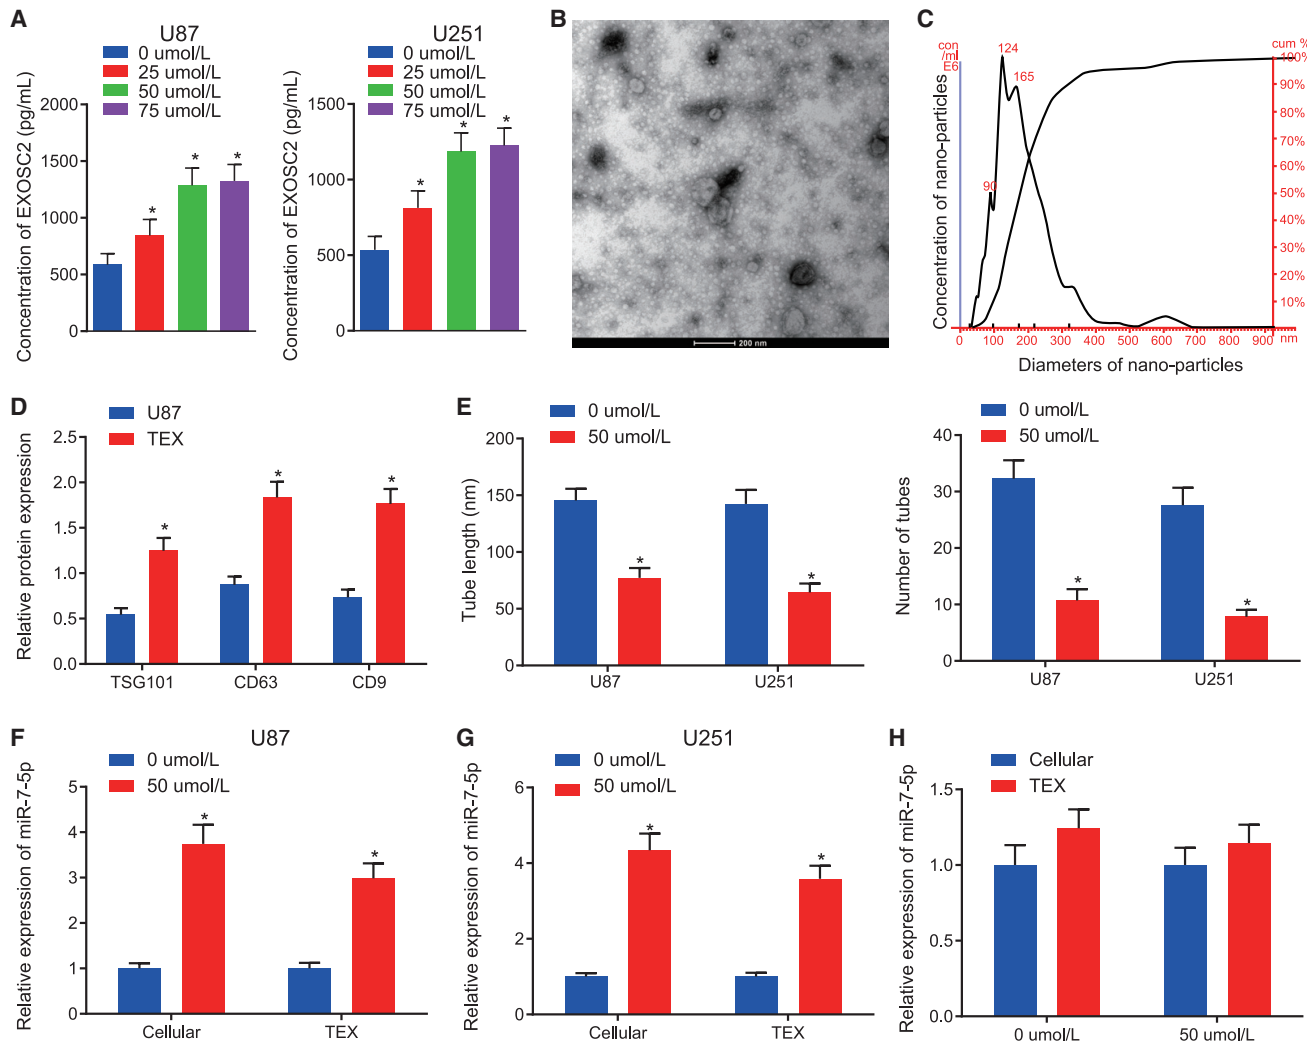 A
U87
0 umol/L
25 umol/L
50 umol/L
75 umol/L
Concentration of EXOSC2 (pg/mL)
2000
1500
1000
500
0
*
*
*
U251
0 umol/L
25 umol/L
50 umol/L
75 umol/L
Concentration of EXOSC2 (pg/mL)
1500
1000
500
0
*
*
*
B
200 nm
C
con
/ml
E6
cum %
124
165
90
100%
90%
80%
70%
60%
50%
40%
30%
20%
10%
0 100 200 300 400 500 600 700 800 900 nm
Concentration of nano-particles
Diameters of nano-particles
D
U87
TEX
Relative protein expression
2.5
2.0
1.5
1.0
0.5
0.0
*
*
*
TSG101 CD63 CD9
E
0 umol/L
50 umol/L
Tube length (nm)
200
150
100
50
0
*
*
U87 U251
0 umol/L
50 umol/L
Number of tubes
40
30
20
10
0
*
*
U87 U251
F
U87
0 umol/L
50 umol/L
Relative expression of miR-7-5p
5
4
3
2
1
0
*
*
Cellular TEX
G
U251
0 umol/L
50 umol/L
Relative expression of miR-7-5p
6
4
2
0
*
*
Cellular TEX
H
Cellular
TEX
Relative expression of miR-7-5p
1.5
1.0
0.5
0.0
0 umol/L 50 umol/L